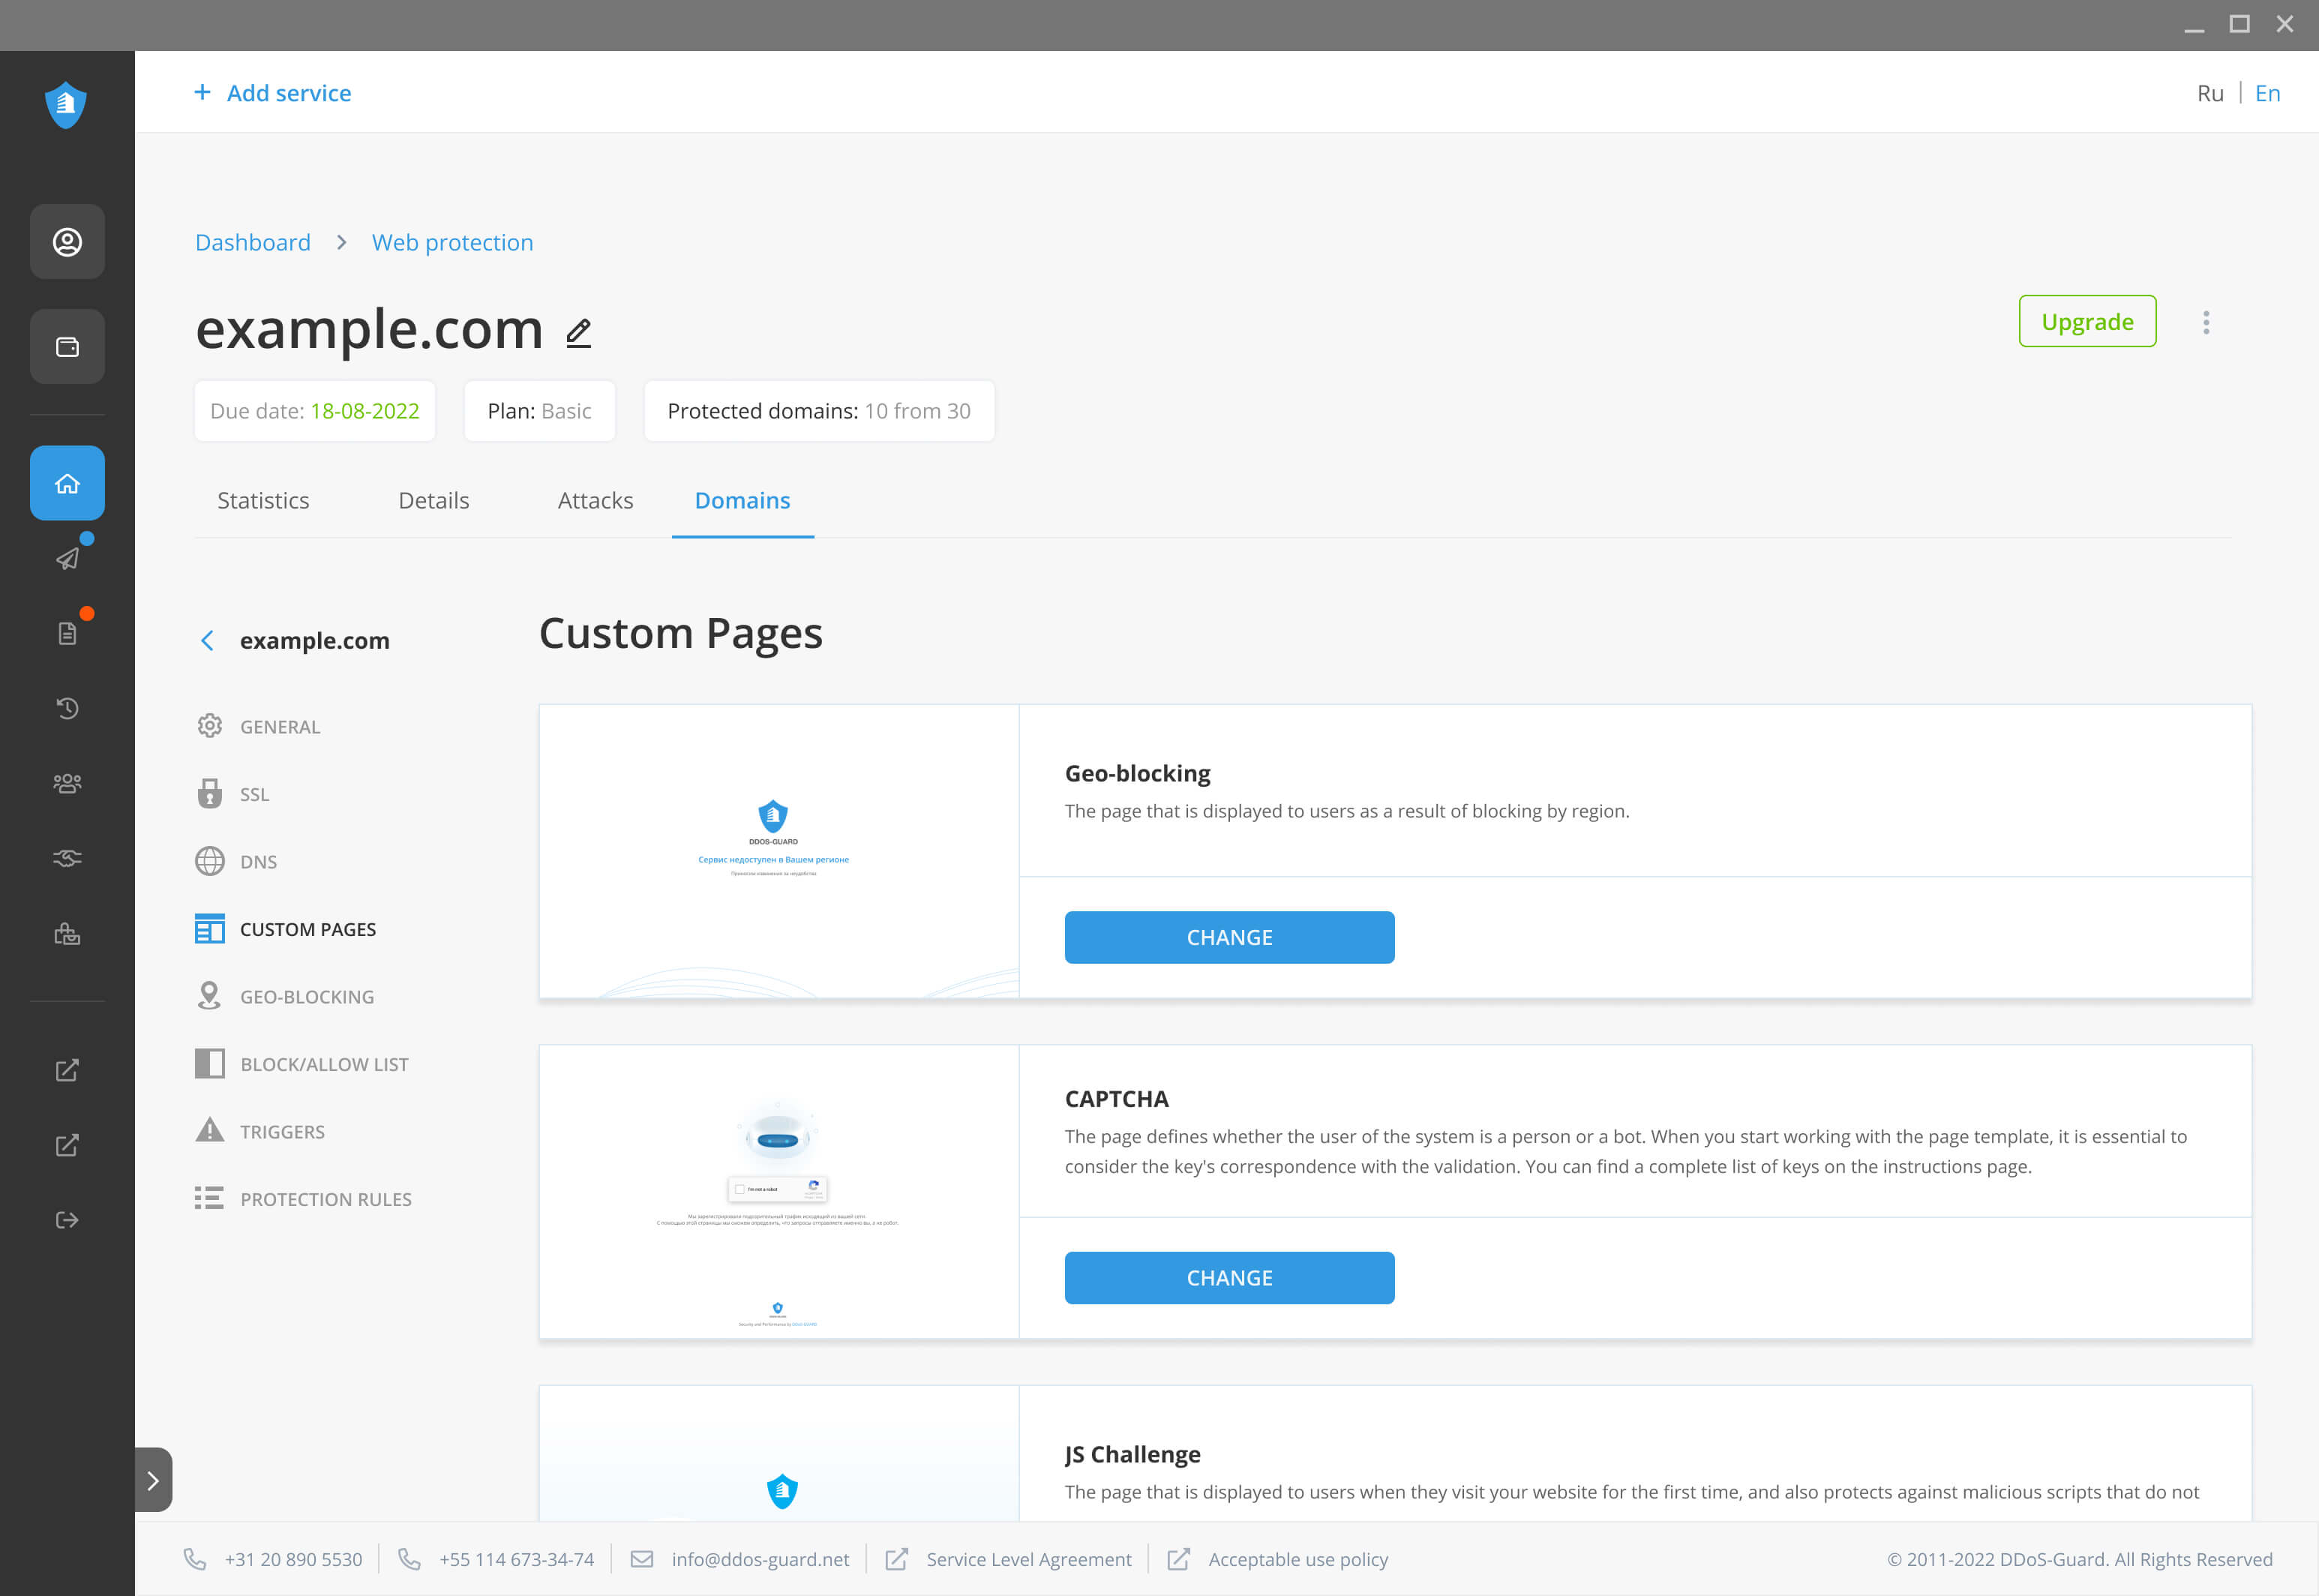 + Add service
Ru | En
Dashboard > Web protection
example.com
Upgrade
Due date: 18-08-2022
Plan: Basic
Protected domains: 10 from 30
Statistics
Details
Attacks
Domains
example.com
GENERAL
SSL
DNS
CUSTOM PAGES
GEO-BLOCKING
BLOCK/ALLOW LIST
TRIGGERS
PROTECTION RULES
Custom Pages
DDOS-GUARD
Сервис недоступен в Вашем регионе
Geo-blocking
The page that is displayed to users as a result of blocking by region.
CHANGE
I'm not a robot
Security and Performance by DDOS-GUARD
CAPTCHA
The page defines whether the user of the system is a person or a bot. When you start working with the page template, it is essential to
consider the key's correspondence with the validation. You can find a complete list of keys on the instructions page.
CHANGE
JS Challenge
The page that is displayed to users when they visit your website for the first time, and also protects against malicious scripts that do not
+31 20 890 5530
+55 114 673-34-74
info@ddos-guard.net
Service Level Agreement
Acceptable use policy
© 2011-2022 DDoS-Guard. All Rights Reserved